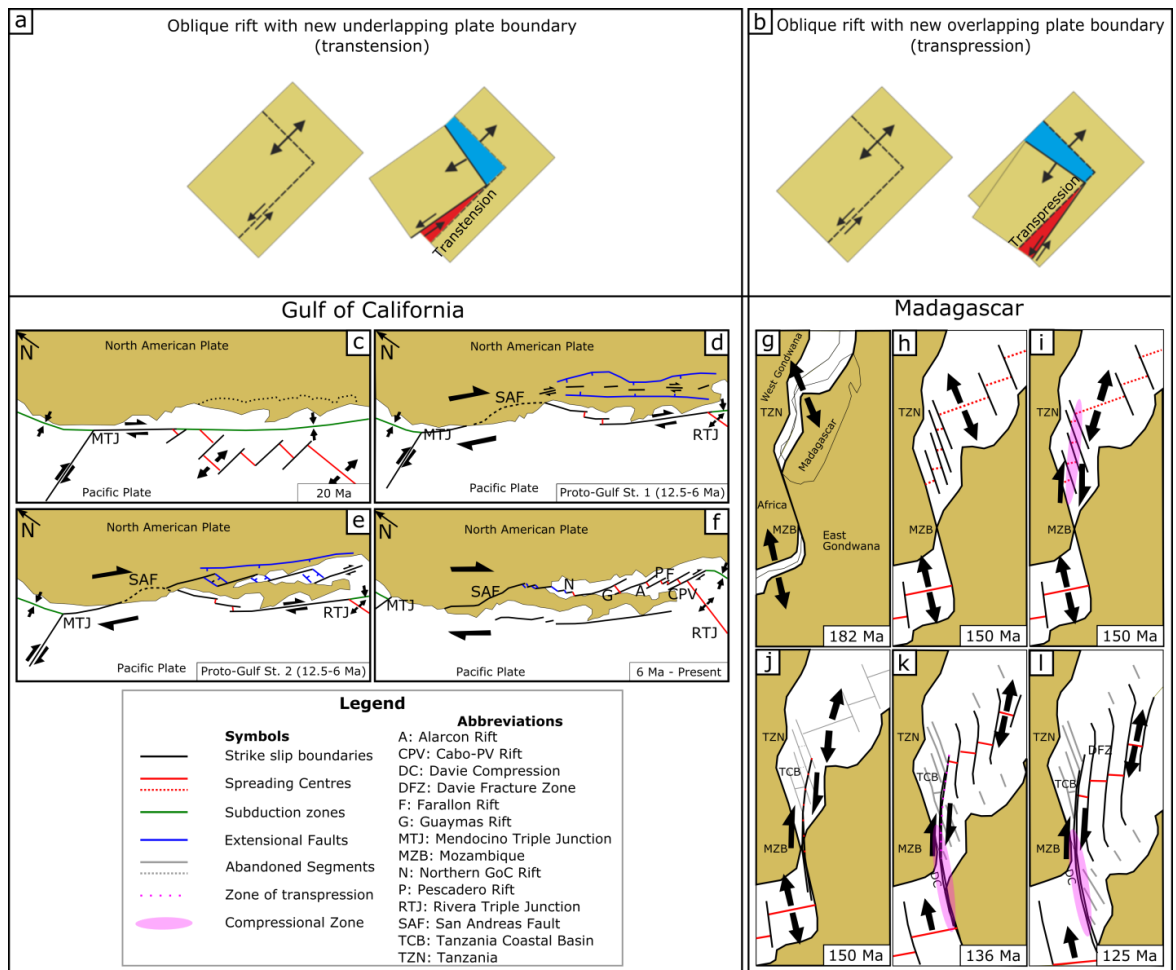 a
Oblique rift with new underlapping plate boundary
(transtension)
Transtension
b
Oblique rift with new overlapping plate boundary
(transpression)
Transpression
Gulf of California
N
North American Plate
c
MTJ
Pacific Plate
20 Ma
N
North American Plate
d
SAF
MTJ
RTJ
Pacific Plate
Proto-Gulf St. 1 (12.5-6 Ma)
N
North American Plate
e
SAF
MTJ
RTJ
Pacific Plate
Proto-Gulf St. 2 (12.5-6 Ma)
N
North American Plate
f
SAF
N
P F
G
A
CPV
MTJ
RTJ
Pacific Plate
6 Ma - Present
Legend
Symbols
Strike slip boundaries
Spreading Centres
Subduction zones
Extensional Faults
Abandoned Segments
Zone of transpression
Compressional Zone
Abbreviations
A: Alarcon Rift
CPV: Cabo-PV Rift
DC: Davie Compression
DFZ: Davie Fracture Zone
F: Farallon Rift
G: Guaymas Rift
MTJ: Mendocino Triple Junction
MZB: Mozambique
N: Northern GoC Rift
P: Pescadero Rift
RTJ: Rivera Triple Junction
SAF: San Andreas Fault
TCB: Tanzania Coastal Basin
TZN: Tanzania
Madagascar
g
West Gondwana
TZN
Madagascar
Africa
MZB
East
Gondwana
182 Ma
h
TZN
MZB
150 Ma
i
TZN
MZB
150 Ma
j
TZN
TCB
MZB
150 Ma
k
TZN
TCB
MZB
DC
136 Ma
l
TZN
DFZ
TCB
MZB
DC
125 Ma